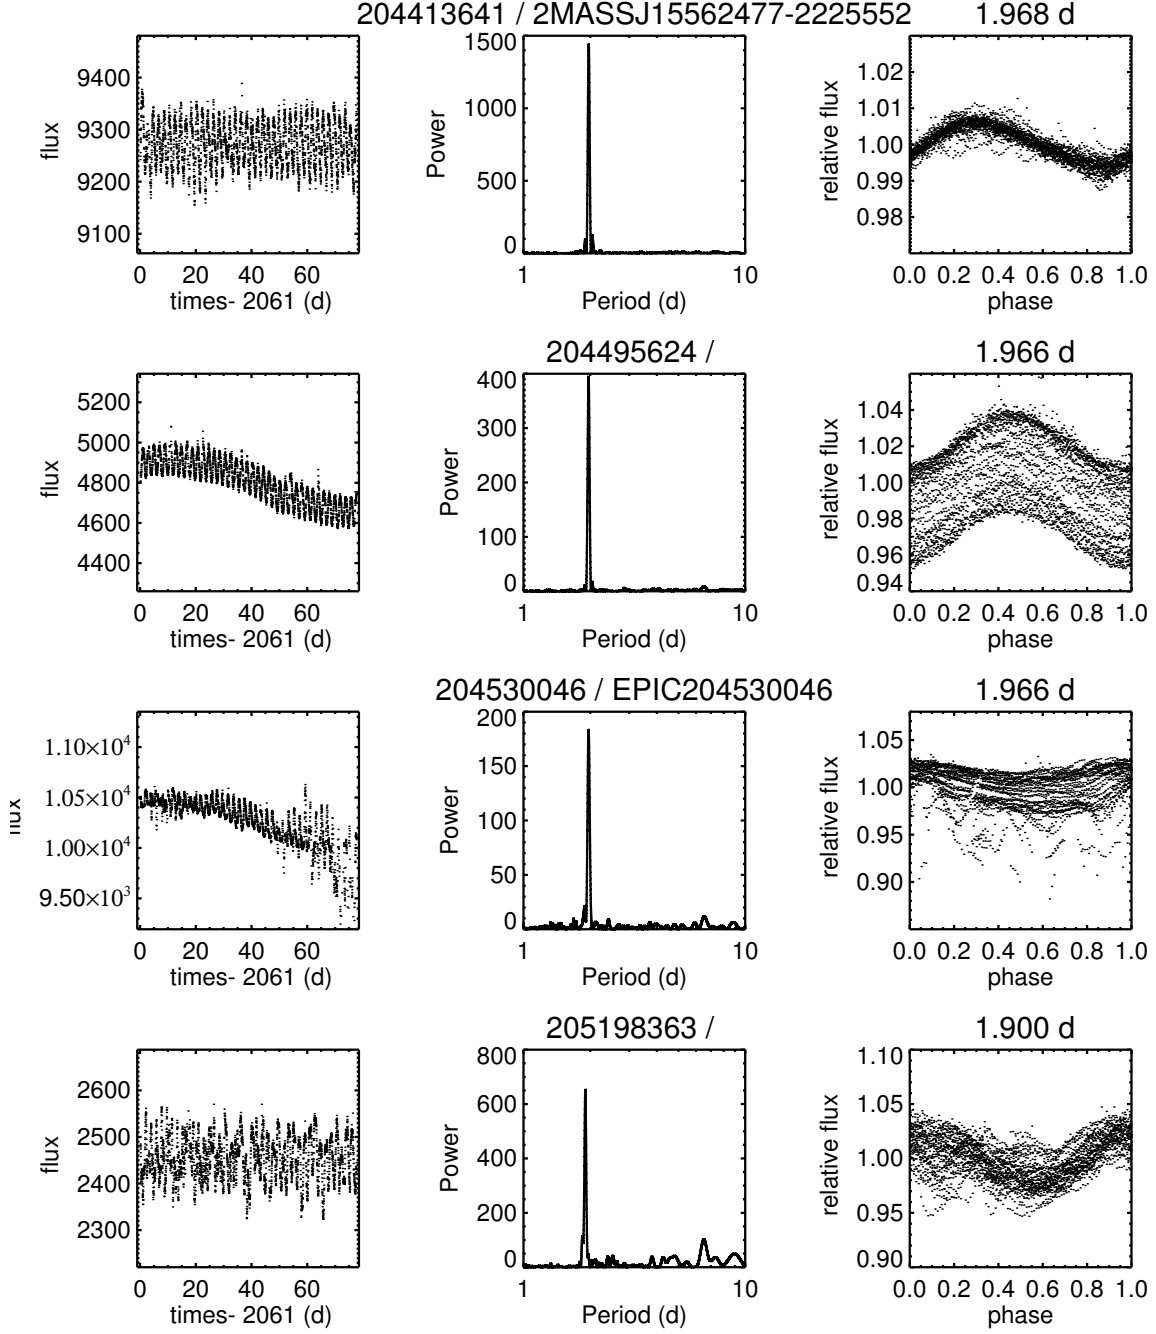 204413641 / 2MASSJ15562477-2225552 1.968 d
9400
9300
9200
9100
flux
0 20 40 60
times- 2061 (d)
1500
1000
500
0
Power
1 10
Period (d)
1.02
1.01
1.00
0.99
0.98
relative flux
0.0 0.2 0.4 0.6 0.8 1.0
phase
204495624 / 1.966 d
5200
5000
4800
4600
4400
flux
0 20 40 60
times- 2061 (d)
400
300
200
100
0
Power
1 10
Period (d)
1.04
1.02
1.00
0.98
0.96
0.94
relative flux
0.0 0.2 0.4 0.6 0.8 1.0
phase
204530046 / EPIC204530046 1.966 d
1.10×10⁴
1.05×10⁴
1.00×10⁴
9.50×10³
flux
0 20 40 60
times- 2061 (d)
200
150
100
50
0
Power
1 10
Period (d)
1.05
1.00
0.95
0.90
relative flux
0.0 0.2 0.4 0.6 0.8 1.0
phase
205198363 / 1.900 d
2600
2500
2400
2300
flux
0 20 40 60
times- 2061 (d)
800
600
400
200
0
Power
1 10
Period (d)
1.10
1.05
1.00
0.95
0.90
relative flux
0.0 0.2 0.4 0.6 0.8 1.0
phase